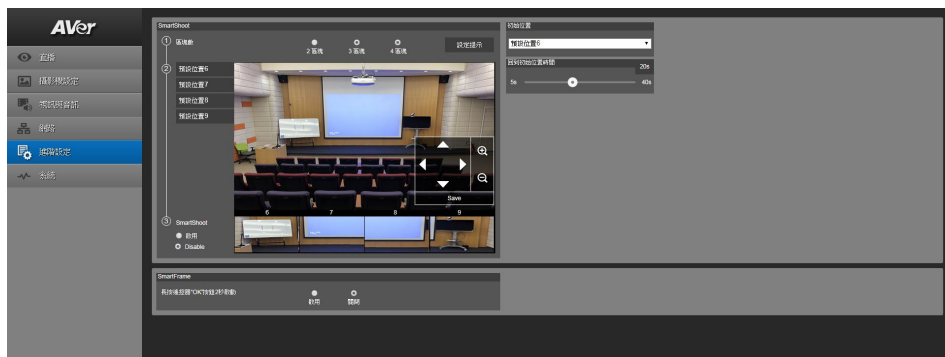 AVer
直播
攝影機設定
視訊與音訊
網路
進階設定
系統
SmartShoot
1 區塊數
2 區塊
3 區塊
4 區塊
設定提示
2
預設位置6
預設位置7
預設位置8
預設位置9
Save
6 7 8 9
3 SmartShoot
啟用
Disable
初始位置
預設位置6
回到初始位置時間
20s
5s
40s
SmartFrame
長按遙控器"OK"按鈕2秒啟動
啟用
關閉